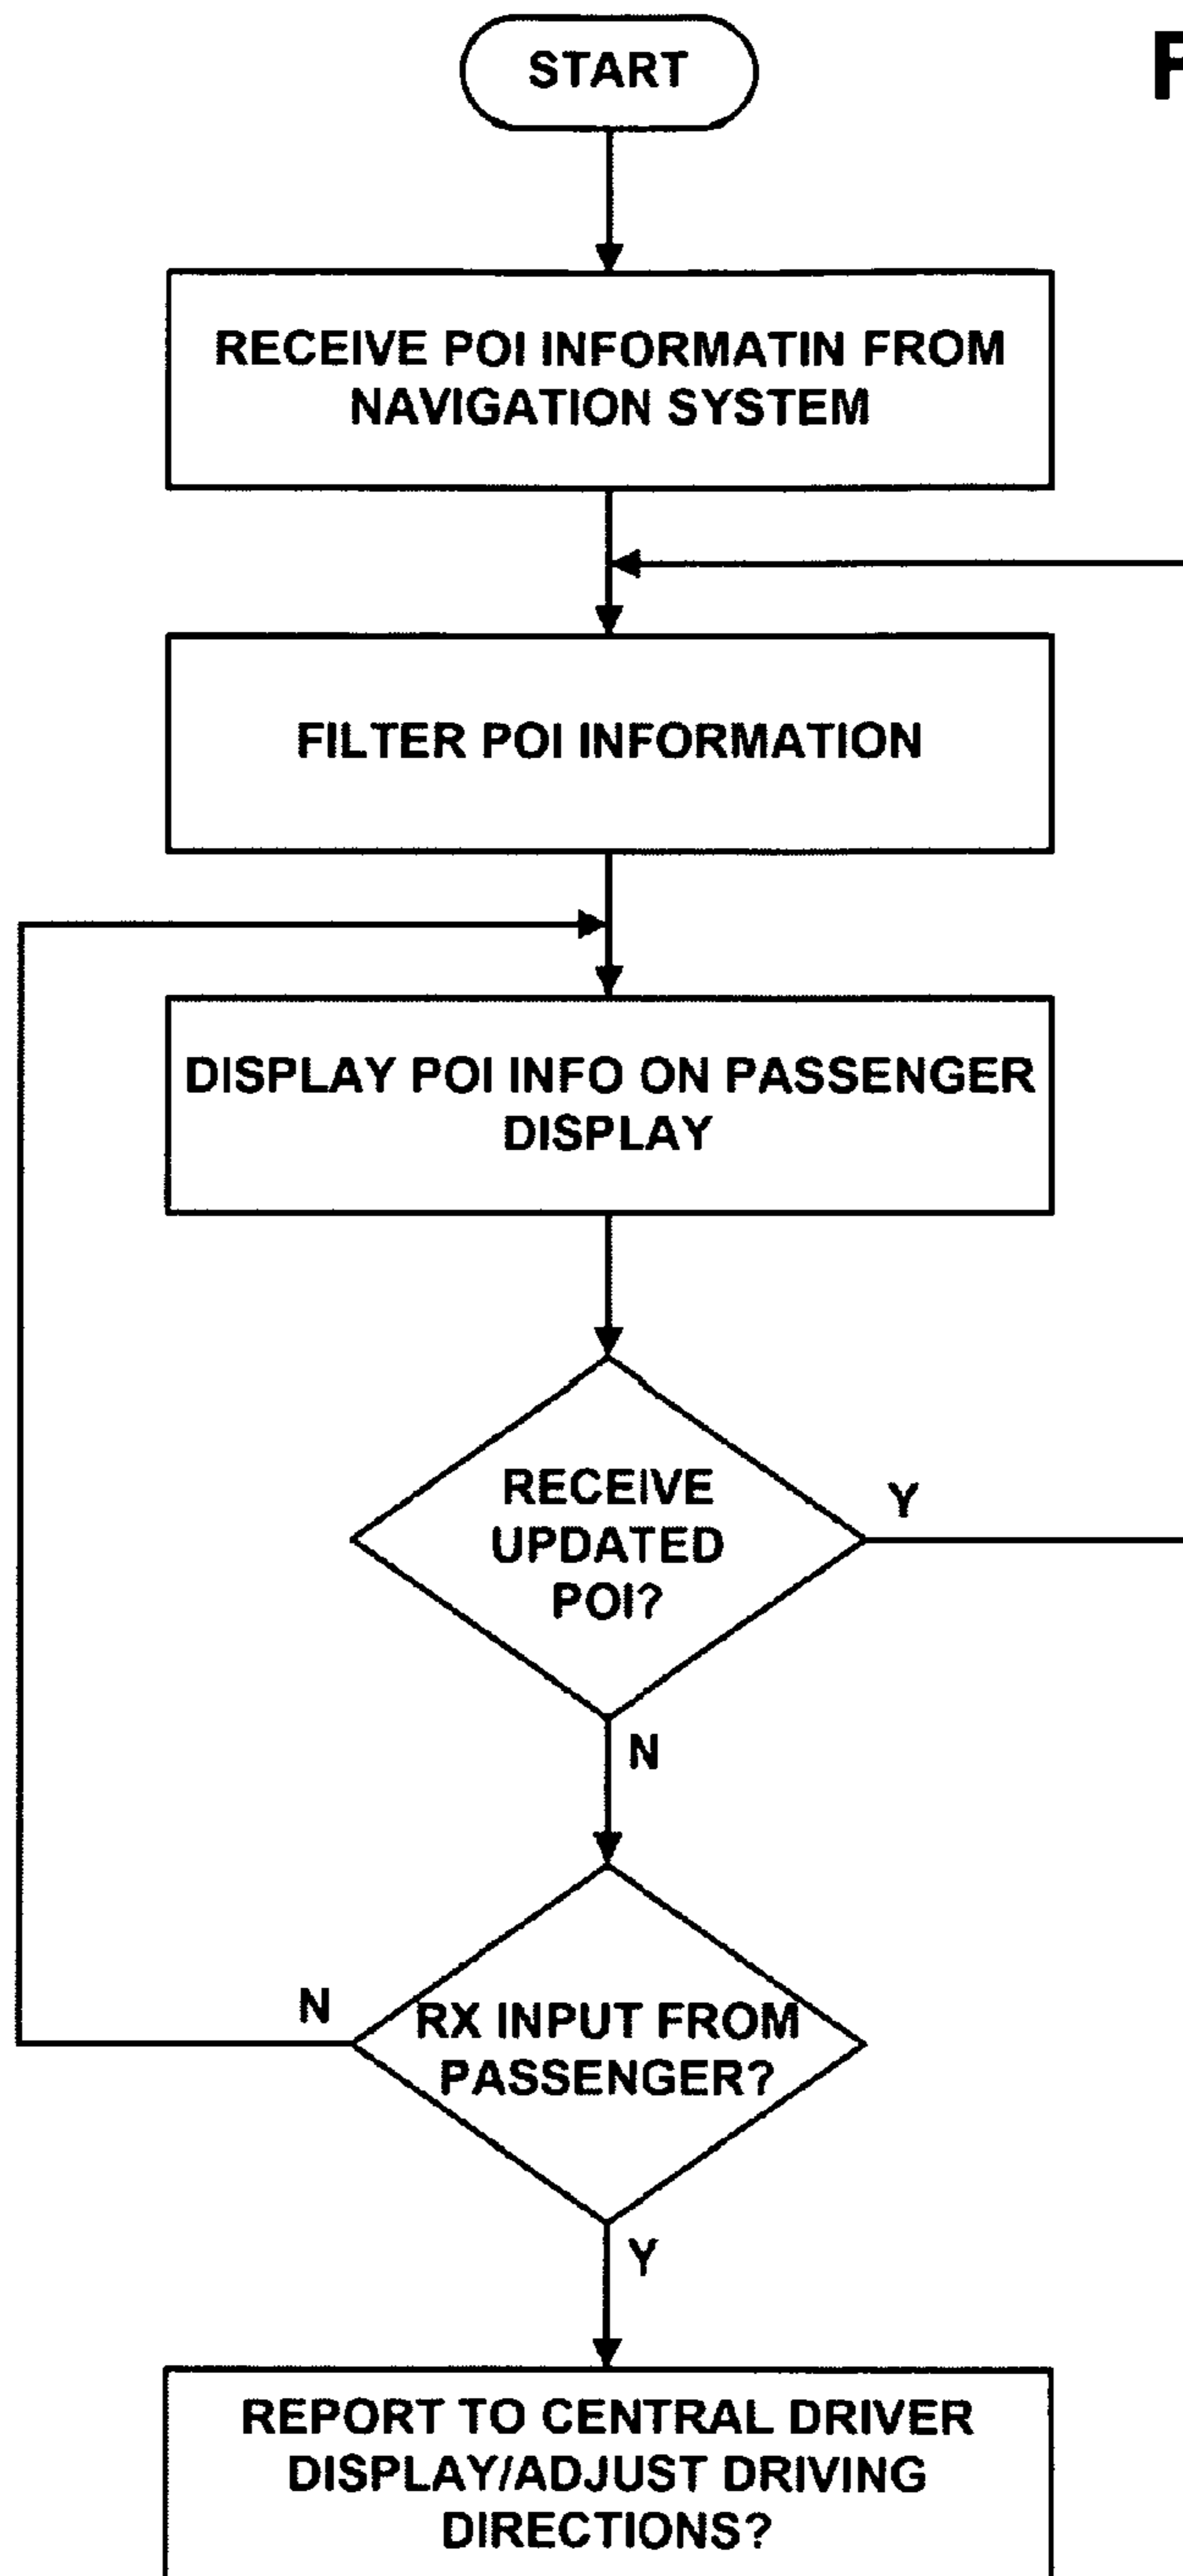 START
F
RECEIVE POI INFORMATIN FROM
NAVIGATION SYSTEM
FILTER POI INFORMATION
DISPLAY POI INFO ON PASSENGER
DISPLAY
RECEIVE
UPDATED
POI?
Y
N
RX INPUT FROM
PASSENGER?
N
Y
REPORT TO CENTRAL DRIVER
DISPLAY/ADJUST DRIVING
DIRECTIONS?